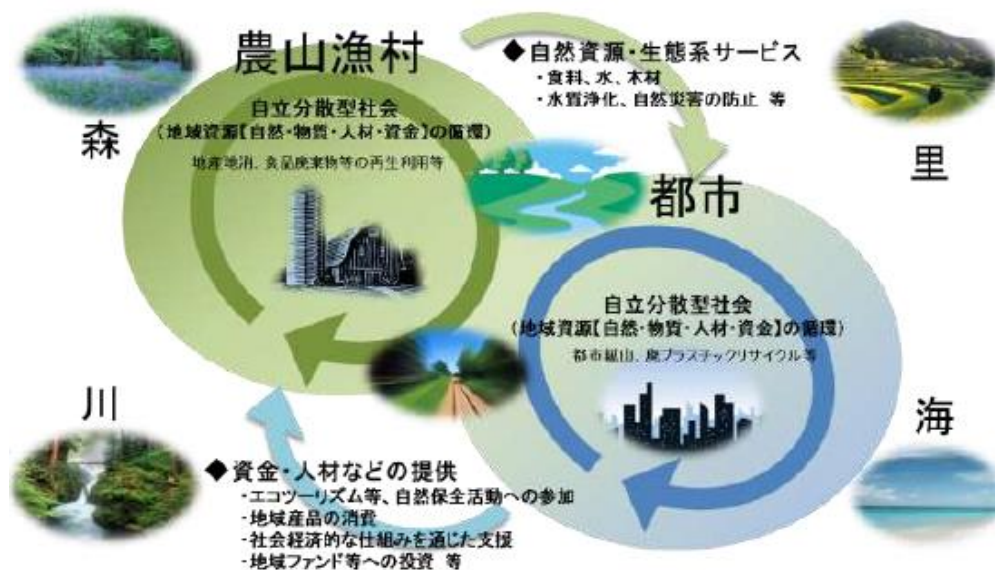 農山漁村
◆自然資源・生態系サービス
・食料、水、木材
・水質浄化、自然災害の防止 等
森
自立分散型社会
(地域資源【自然・物質・人材・資金】の循環)
地産地消、食品廃棄物等の再生利用等
里
都市
自立分散型社会
(地域資源【自然・物質・人材・資金】の循環)
都市鉱山、廃プラスチックリサイクル等
川
海
◆資金・人材などの提供
・エコツーリズム等、自然保全活動への参加
・地域産品の消費
・社会経済的な仕組みを通じた支援
・地域ファンド等への投資 等